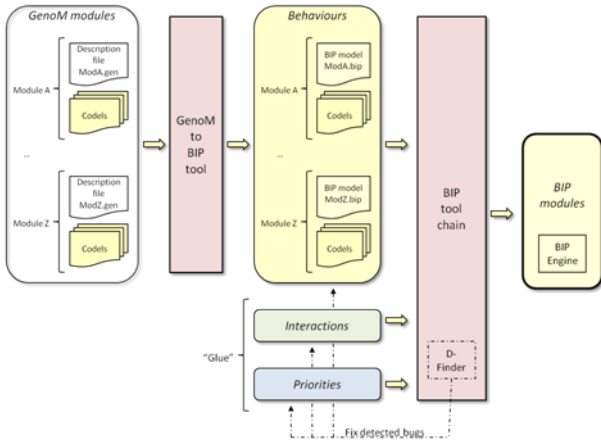 GenoM modules
Description
file
ModA.gen
Module A
Codels
...
Description
file
ModZ.gen
Module Z
Codels
GenoM
to
BIP
tool
Behaviours
BIP model
ModA.bip
Module A
Codels
...
BIP model
ModZ.bip
Module Z
Codels
"Glue"
Interactions
Priorities
BIP
tool
chain
D-
Finder
Fix detected bugs
BIP
modules
BIP
Engine